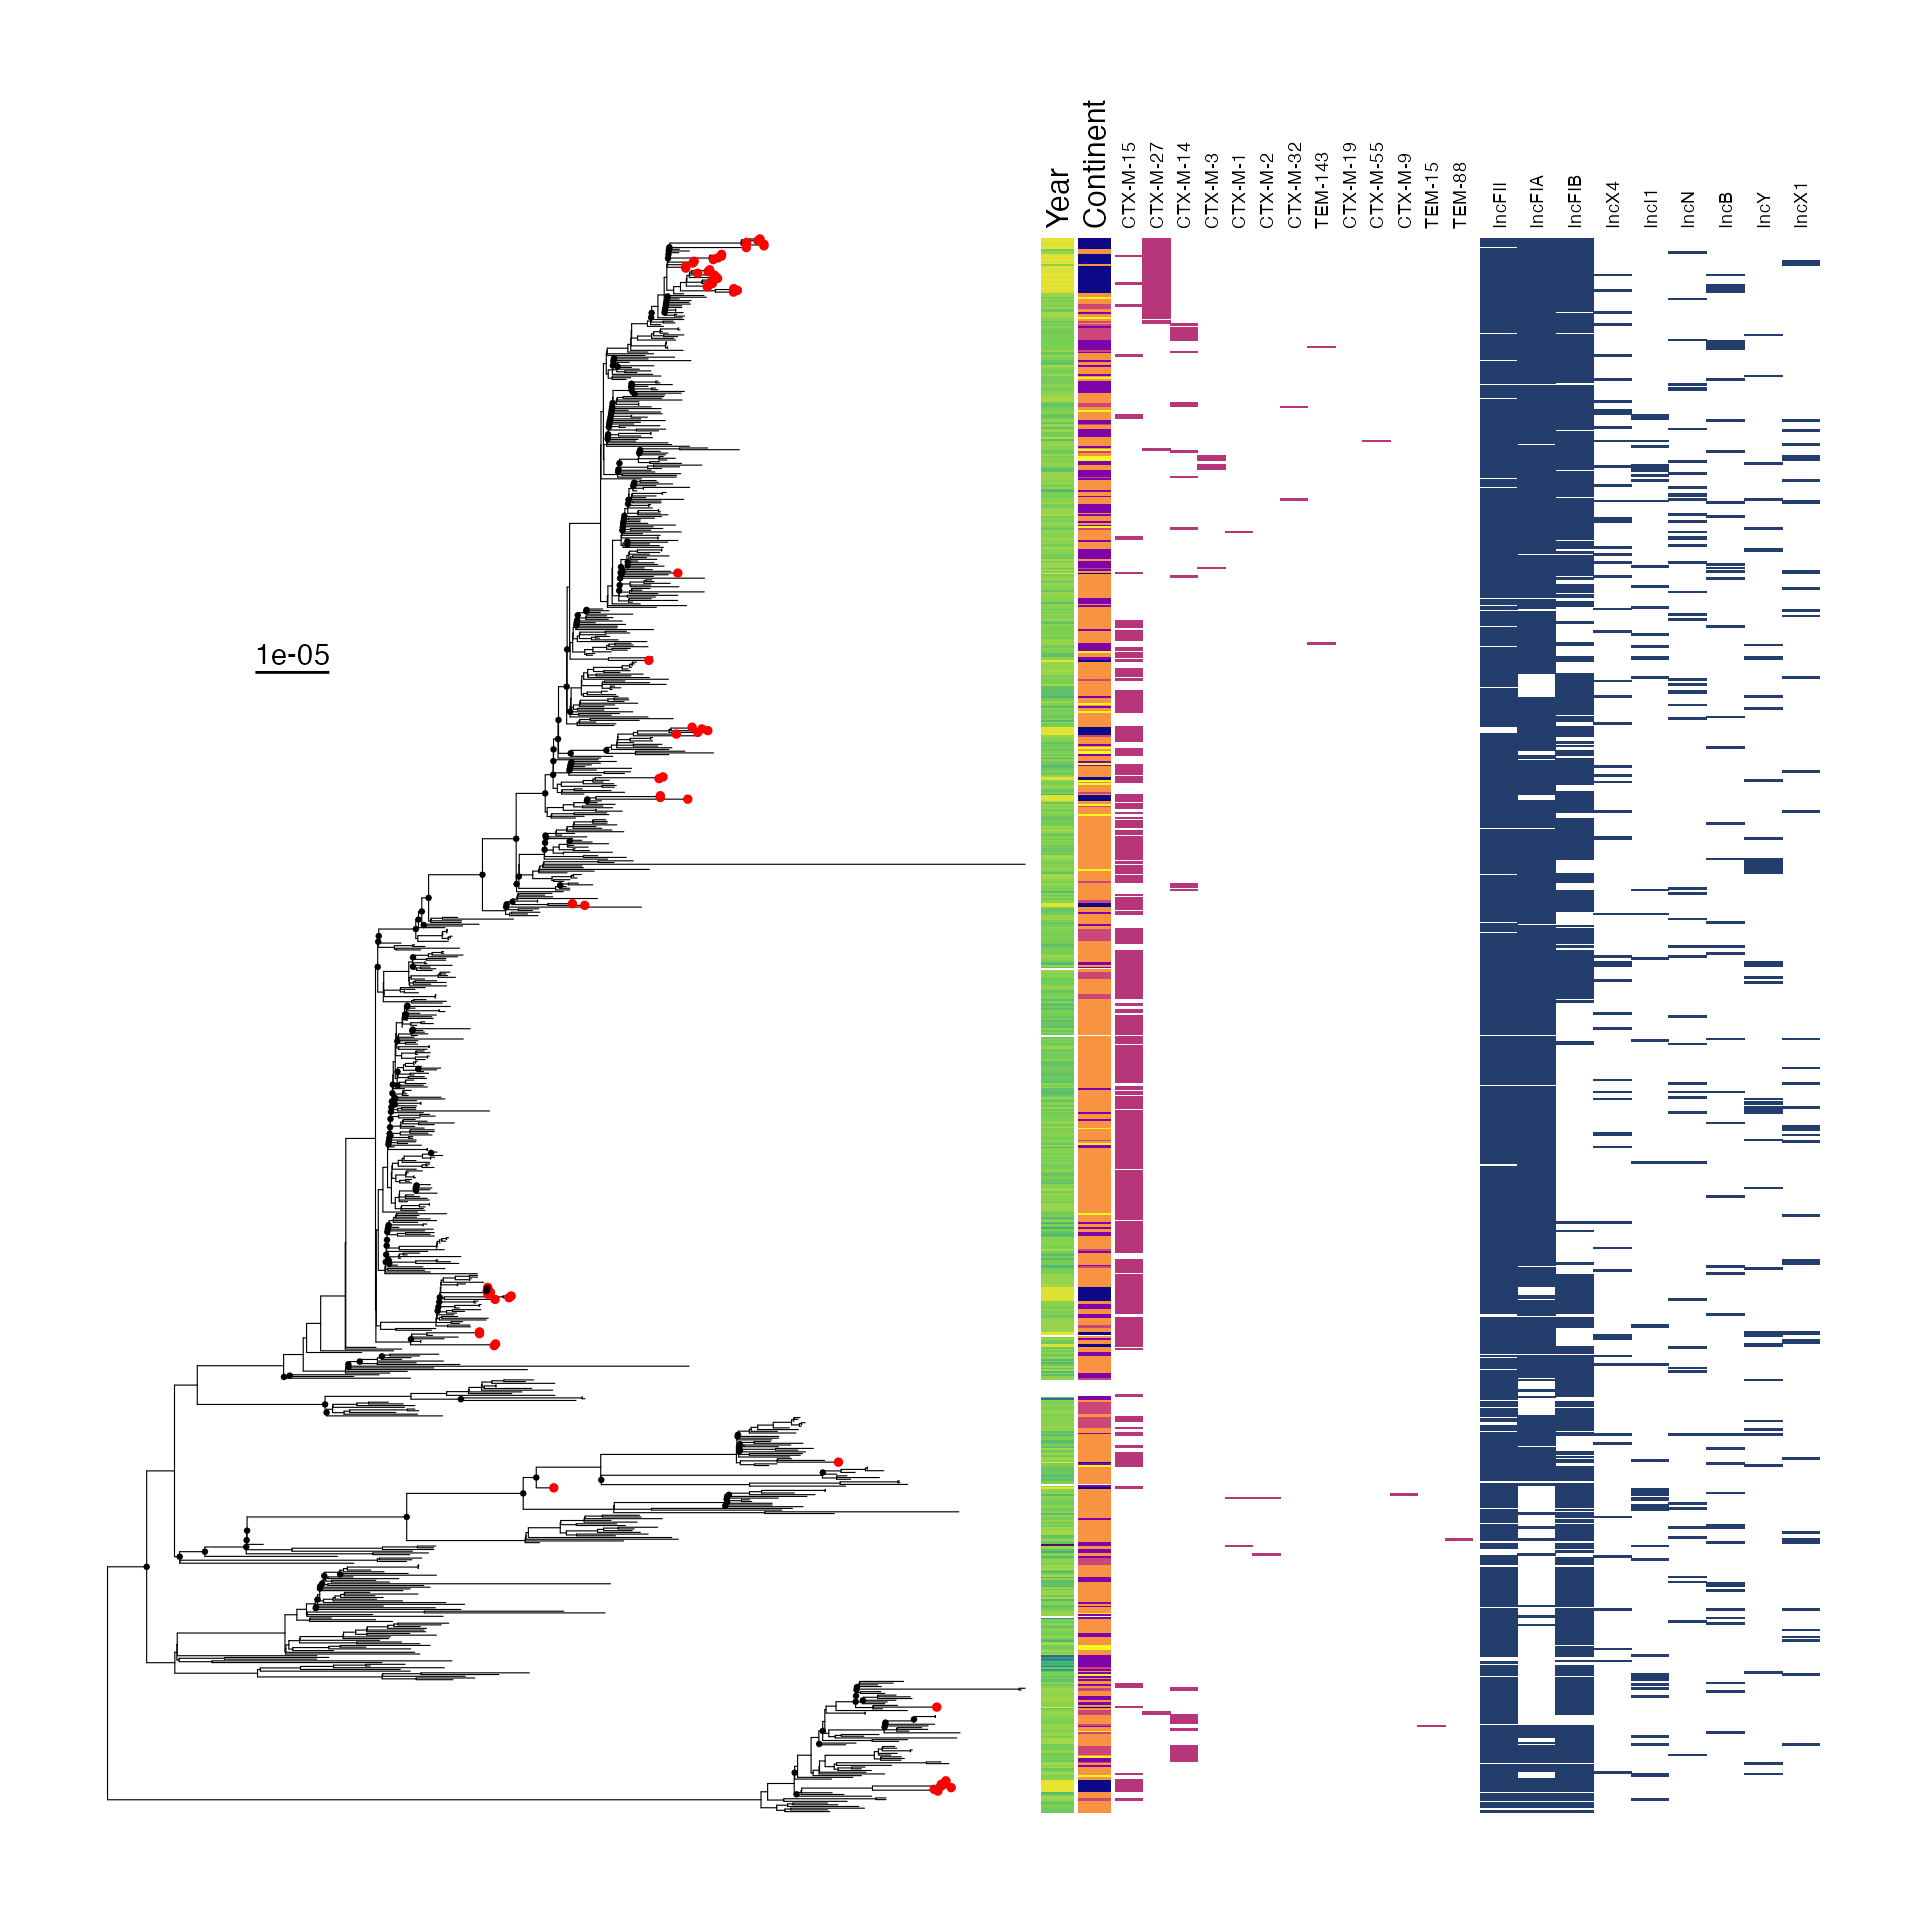 Year
Continent
CTX-M-15
CTX-M-27
CTX-M-14
CTX-M-3
CTX-M-1
CTX-M-2
CTX-M-32
TEM-143
CTX-M-19
CTX-M-55
CTX-M-9
TEM-15
TEM-88
IncFII
IncFIA
IncFIB
IncX4
IncI1
IncN
IncB
IncY
IncX1
1e-05